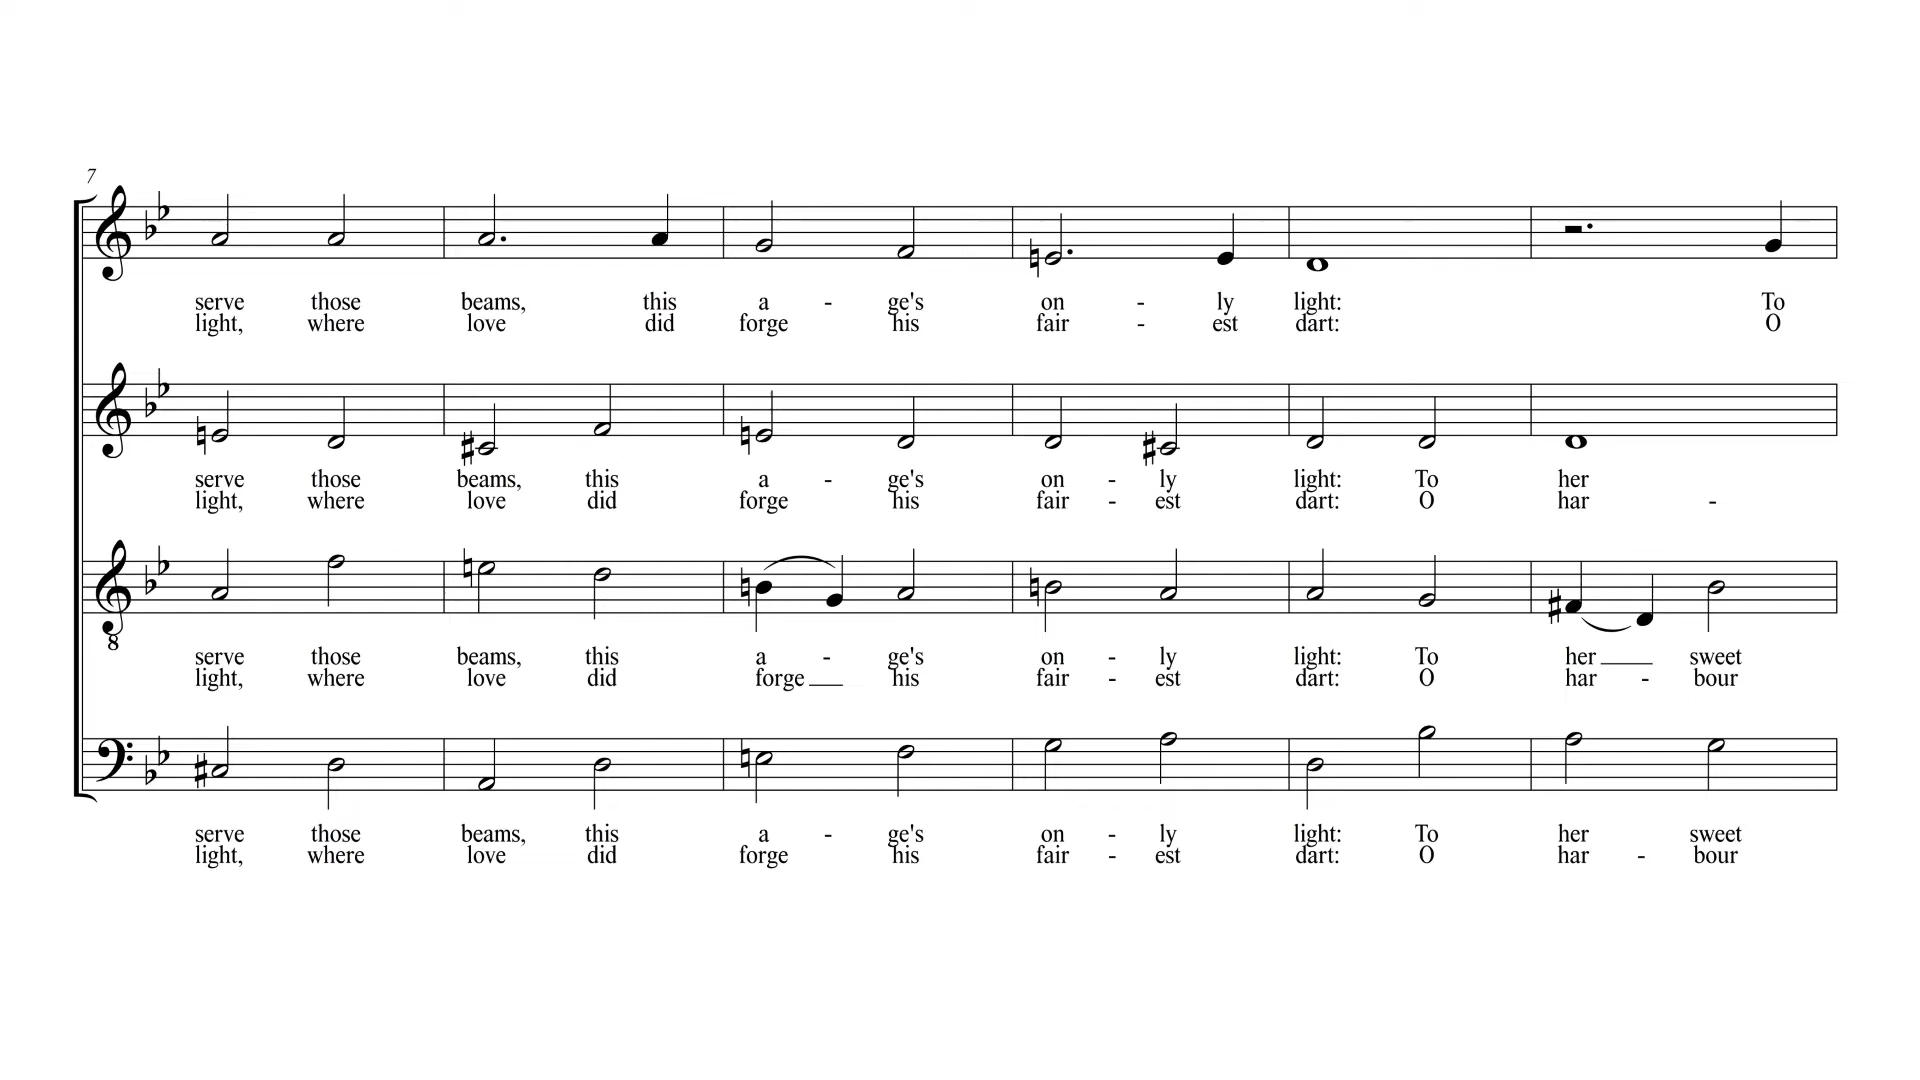 7
serve those beams, this a - ge's on - ly light: To
light, where love did forge his fair - est dart: O
serve those beams, this a - ge's on - ly light: To her
light, where love did forge his fair - est dart: O har -
8
serve those beams, this a - ge's on - ly light: To her sweet
light, where love did forge his fair - est dart: O har - bour
serve those beams, this a - ge's on - ly light: To her sweet
light, where love did forge his fair - est dart: O har - bour